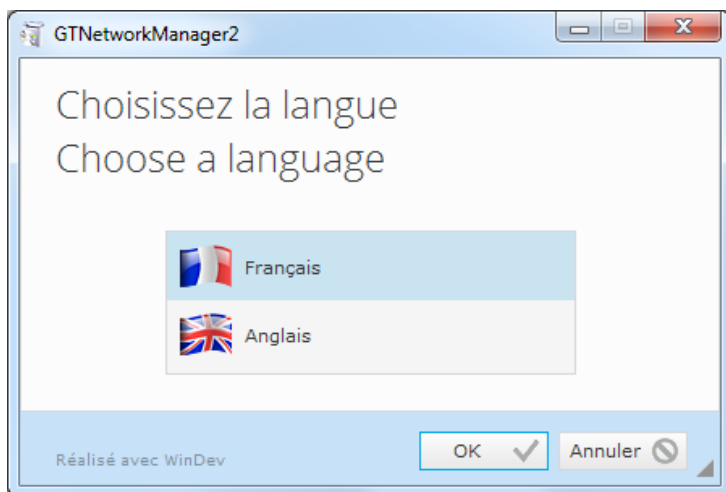 GTNetworkManager2
Choisissez la langue
Choose a language
Français
Anglais
Réalisé avec WinDev
OK
Annuler